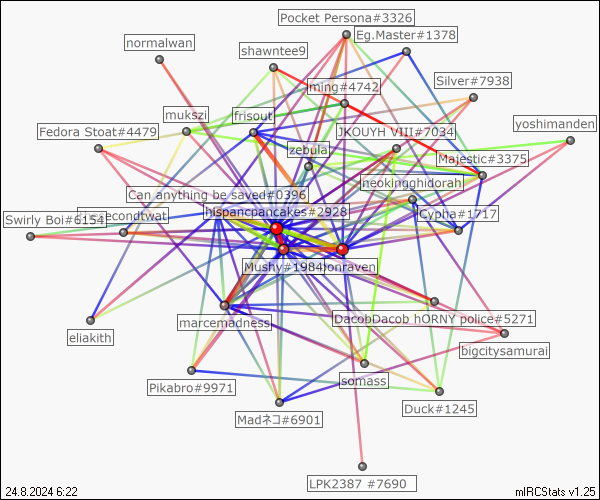 Pocket Persona#3326
Eg.Master#1378
normalwan
shawntee9
Silver#7938
ming#4742
mukszi
frisout
yoshimanden
Fedora Stoat#4479
JKOUYH VIII#7034
zebula
Majestic#3375
neokingghidorah
Can anything be saved#0396
hispancpancakes#2928
Cypha#1717
Swirly Boi#6154
econdtwat
Mushy#1984
onraven
marcemadness
DacobDacob hORNY police#5271
eliakith
bigcitysamurai
Pikabro#9971
somass
Duck#1245
Madネコ#6901
LPK2387 #7690
24.8.2024 6:22
mIRCStats v1.25